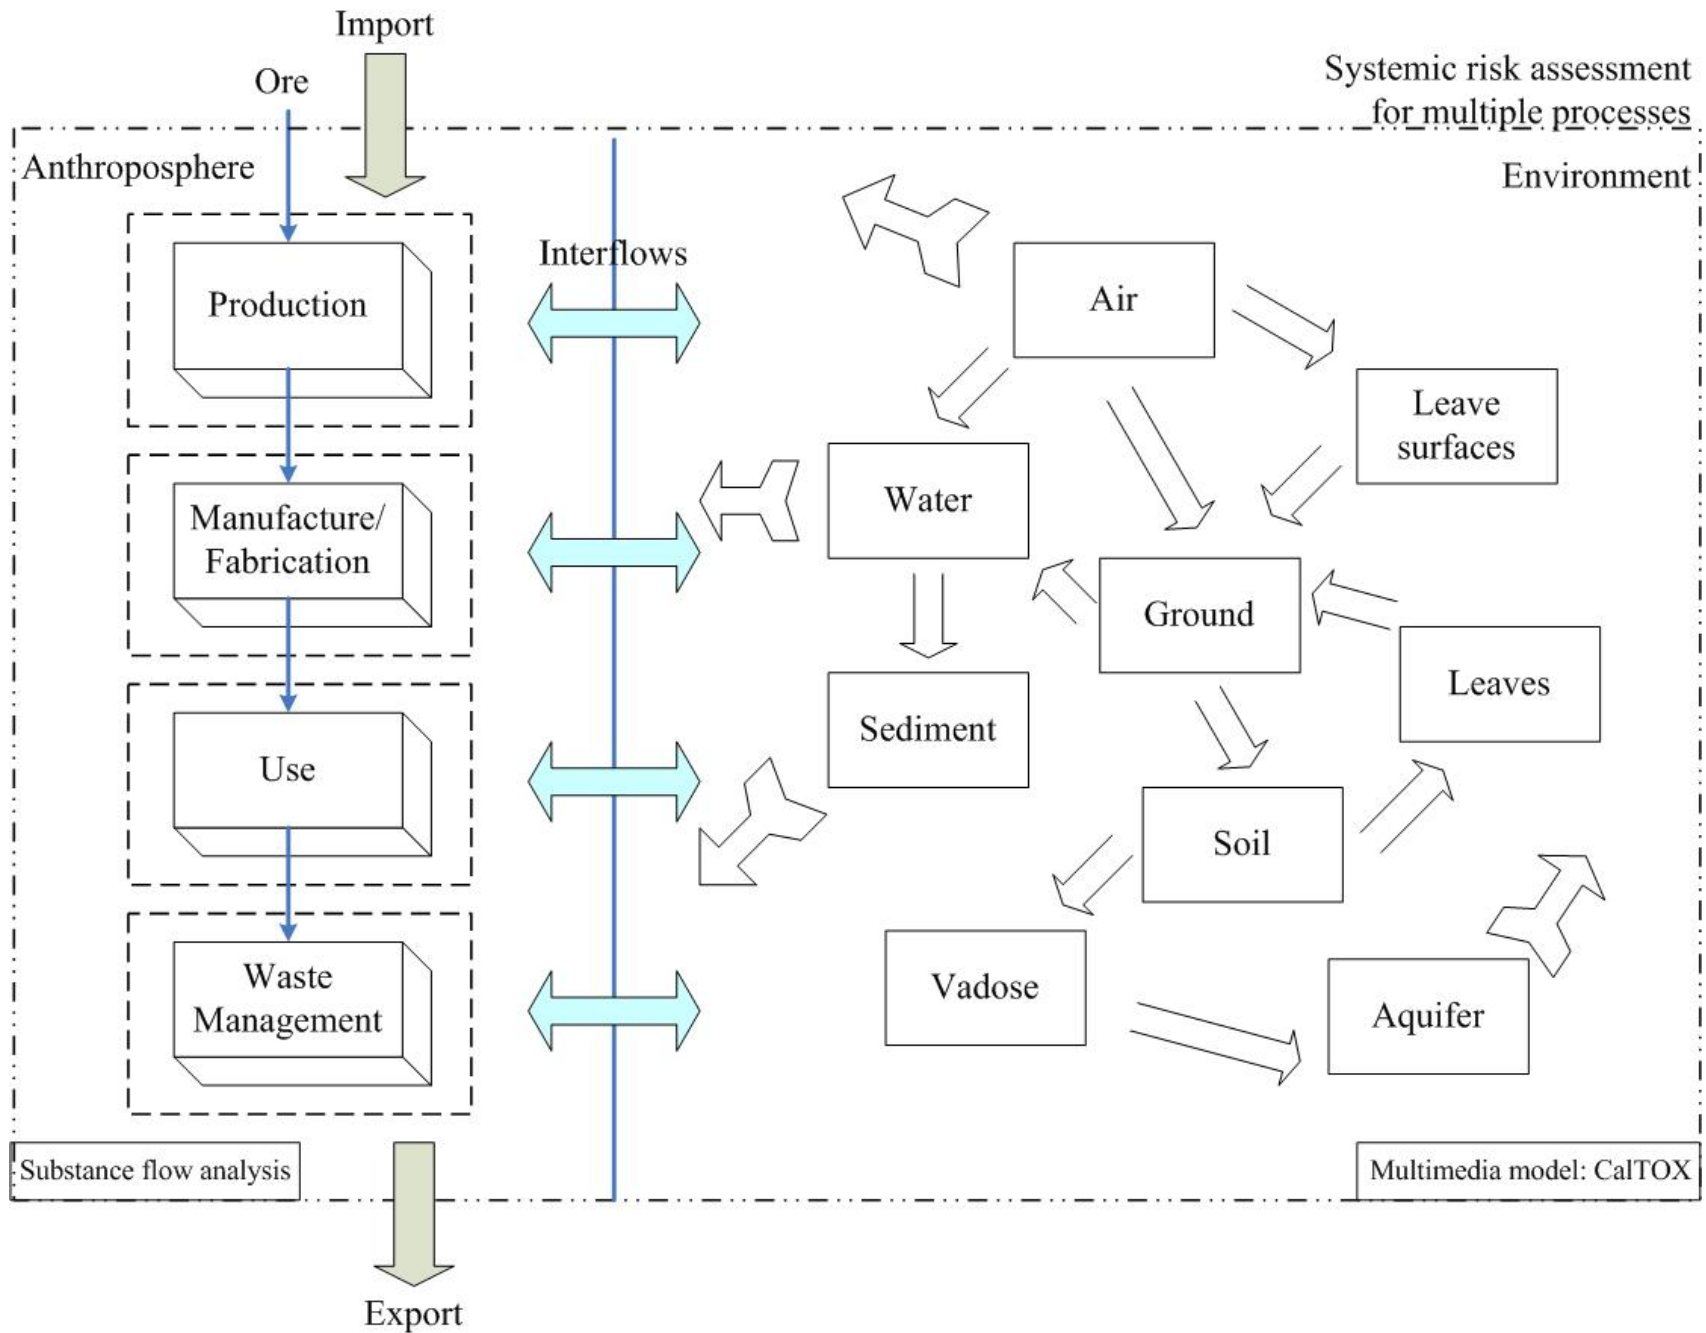 Import
Ore
Systemic risk assessment
for multiple processes
Anthroposphere
Environment
Interflows
Production
Air
Leave
surfaces
Manufacture/
Fabrication
Water
Ground
Leaves
Sediment
Use
Soil
Waste
Management
Vadose
Aquifer
Substance flow analysis
Multimedia model: CalTOX
Export